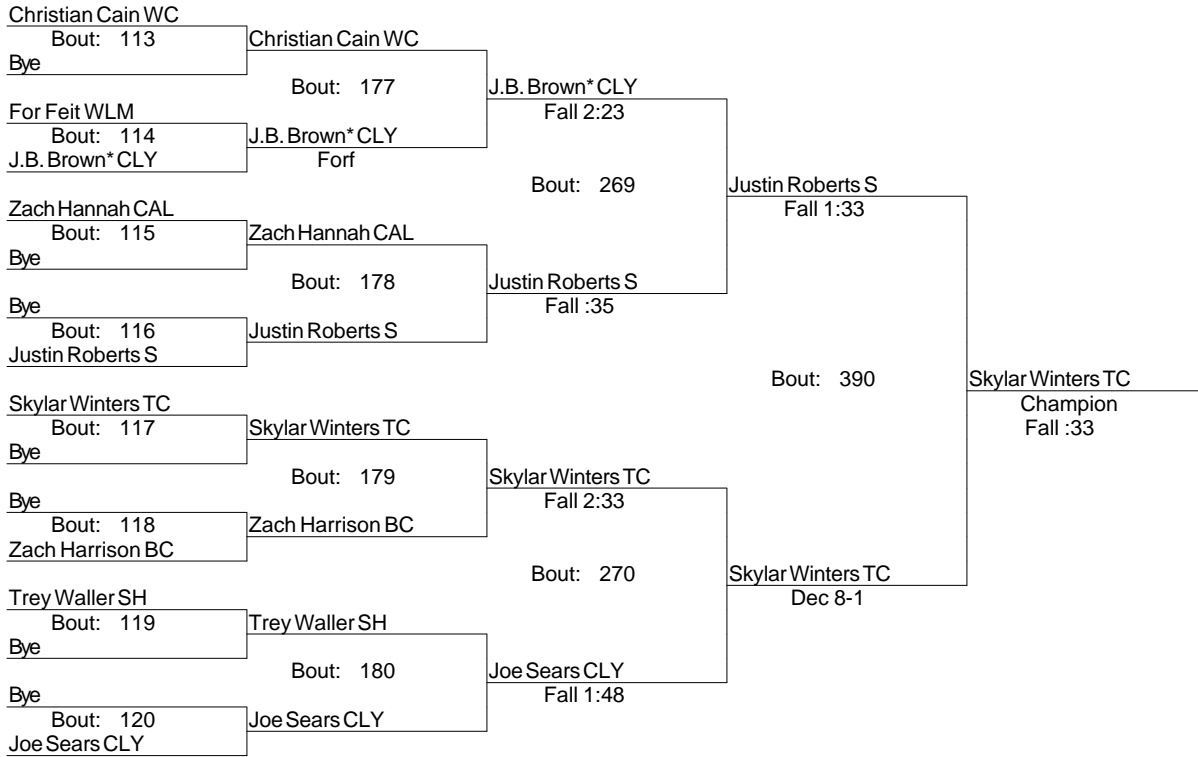 Christian Cain WC
Bout: 113
Christian Cain WC
Bye
Bout: 177
J.B. Brown* CLY
For Feit WLM
Fall 2:23
Bout: 114
J.B. Brown* CLY
J.B. Brown* CLY
Forf
Bout: 269
Justin Roberts S
Zach Hannah CAL
Fall 1:33
Bout: 115
Zach Hannah CAL
Bye
Bout: 178
Justin Roberts S
Bye
Fall :35
Bout: 116
Justin Roberts S
Justin Roberts S
Bout: 390
Skylar Winters TC
Skylar Winters TC
Champion
Bout: 117
Skylar Winters TC
Fall :33
Bye
Bout: 179
Skylar Winters TC
Bye
Fall 2:33
Bout: 118
Zach Harrison BC
Zach Harrison BC
Bout: 270
Skylar Winters TC
Trey Waller SH
Dec 8-1
Bout: 119
Trey Waller SH
Bye
Bout: 180
Joe Sears CLY
Bye
Fall 1:48
Bout: 120
Joe Sears CLY
Joe Sears CLY